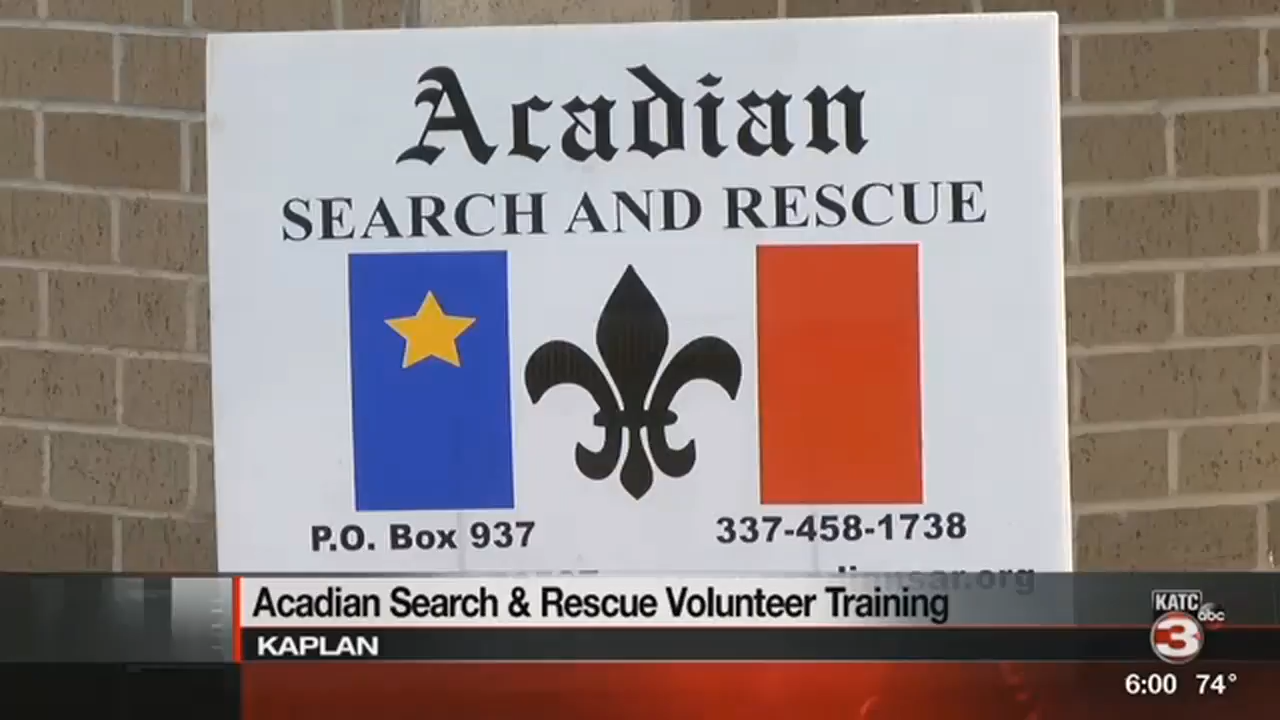 Acadian
SEARCH AND RESCUE
P.O. Box 937
337-458-1738
Acadian Search & Rescue Volunteer Training
KAPLAN
KATC
abc
3
6:00 74°